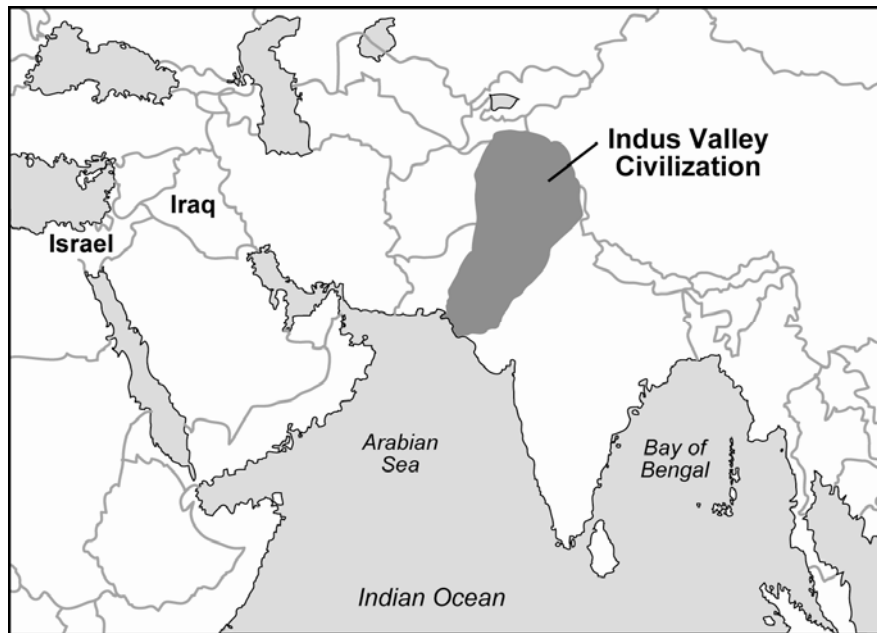 Indus Valley
Civilization
Iraq
Israel
Arabian
Sea
Bay of
Bengal
Indian Ocean